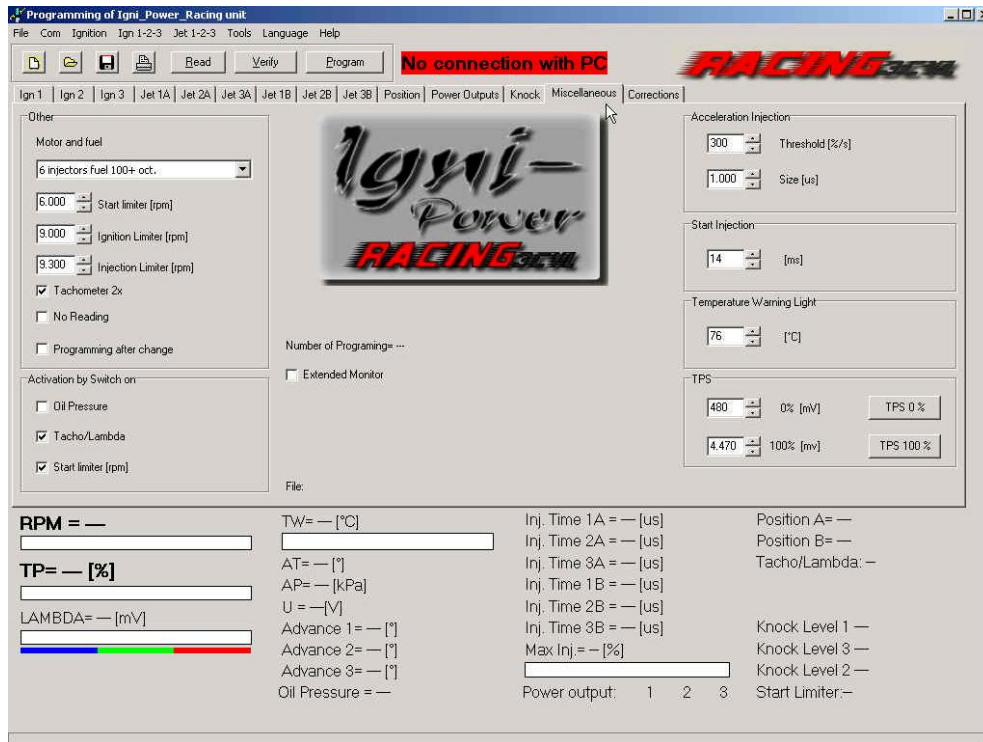 Programming of Igni_Power_Racing unit
File Com Ignition Ign 1-2-3 Jet 1-2-3 Tools Language Help
Read Verify Program No connection with PC RACING 3CYL
Ign 1 Ign 2 Ign 3 Jet 1A Jet 2A Jet 3A Jet 1B Jet 2B Jet 3B Position Power Outputs Knock Miscellaneous Corrections
Other
Motor and fuel
6 injectors fuel 100+ oct.
6.000 Start limiter [rpm]
9.000 Ignition Limiter [rpm]
9.300 Injection Limiter [rpm]
Tachometer 2x
No Reading
Programming after change
Activation by Switch on
Oil Pressure
Tacho/Lambda
Start limiter [rpm]
Igni-
Power
RACING 3CYL
Number of Programing= ---
Extended Monitor
File:
Acceleration Injection
300 Threshold [%/s]
1.000 Size [us]
Start Injection
14 [ms]
Temperature Warning Light
76 [°C]
TPS
480 0% [mV] TPS 0 %
4.470 100% [mv] TPS 100 %
RPM = —
TP= — [%]
LAMBDA= — [mV]
TW= — [°C]
AT= — [°]
AP= — [kPa]
U = —[V]
Advance 1= — [°]
Advance 2= — [°]
Advance 3= — [°]
Oil Pressure = —
Inj. Time 1A = — [us]
Inj. Time 2A = — [us]
Inj. Time 3A = — [us]
Inj. Time 1B = — [us]
Inj. Time 2B = — [us]
Inj. Time 3B = — [us]
Max Inj.= – [%]
Power output: 1 2 3
Position A= —
Position B= —
Tacho/Lambda: –
Knock Level 1 —
Knock Level 3 —
Knock Level 2 —
Start Limiter:–